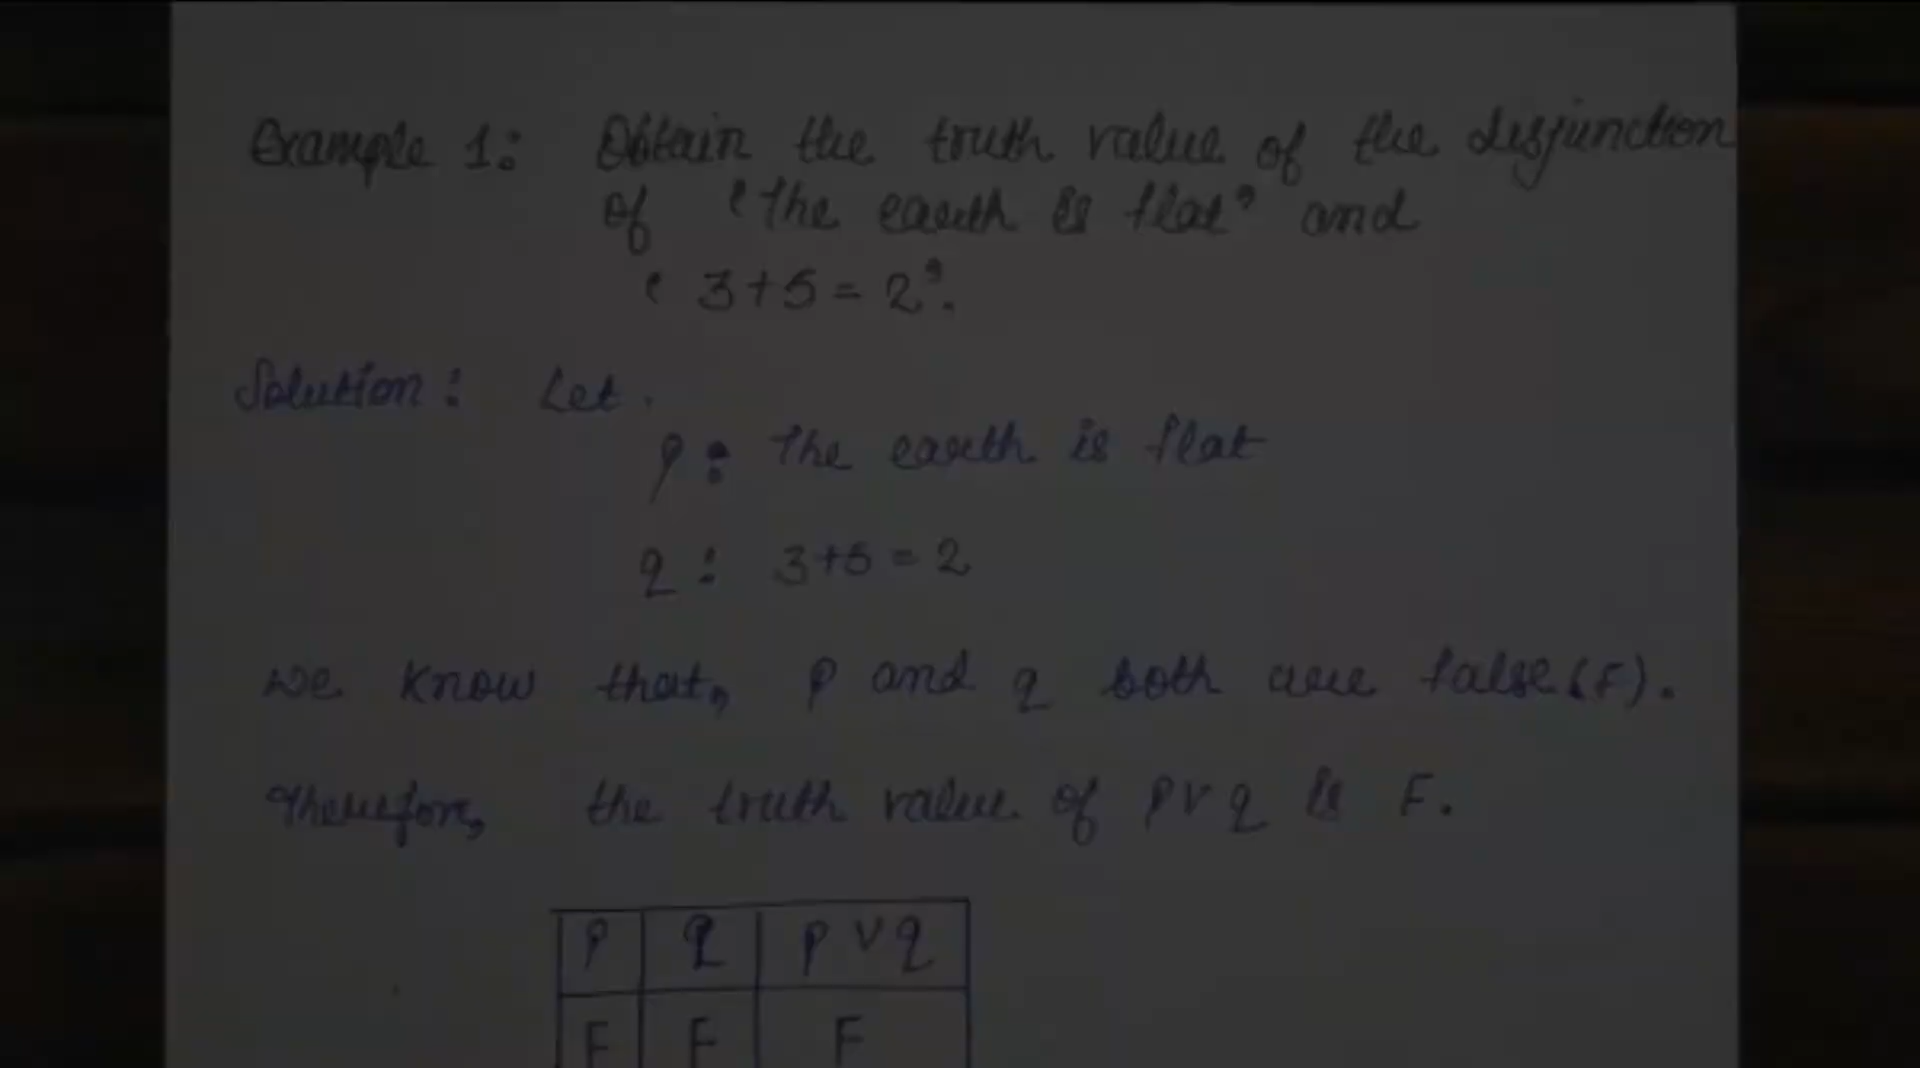 Example 1: Obtain the truth value of the disjunction
of 'The earth is flat' and
'3+5=2'.
Solution: Let.
p: The earth is flat
q: 3+5=2
We know that, p and q both are false(F).
Therefore, the truth value of p∨q is F.
p q p∨q
F F F